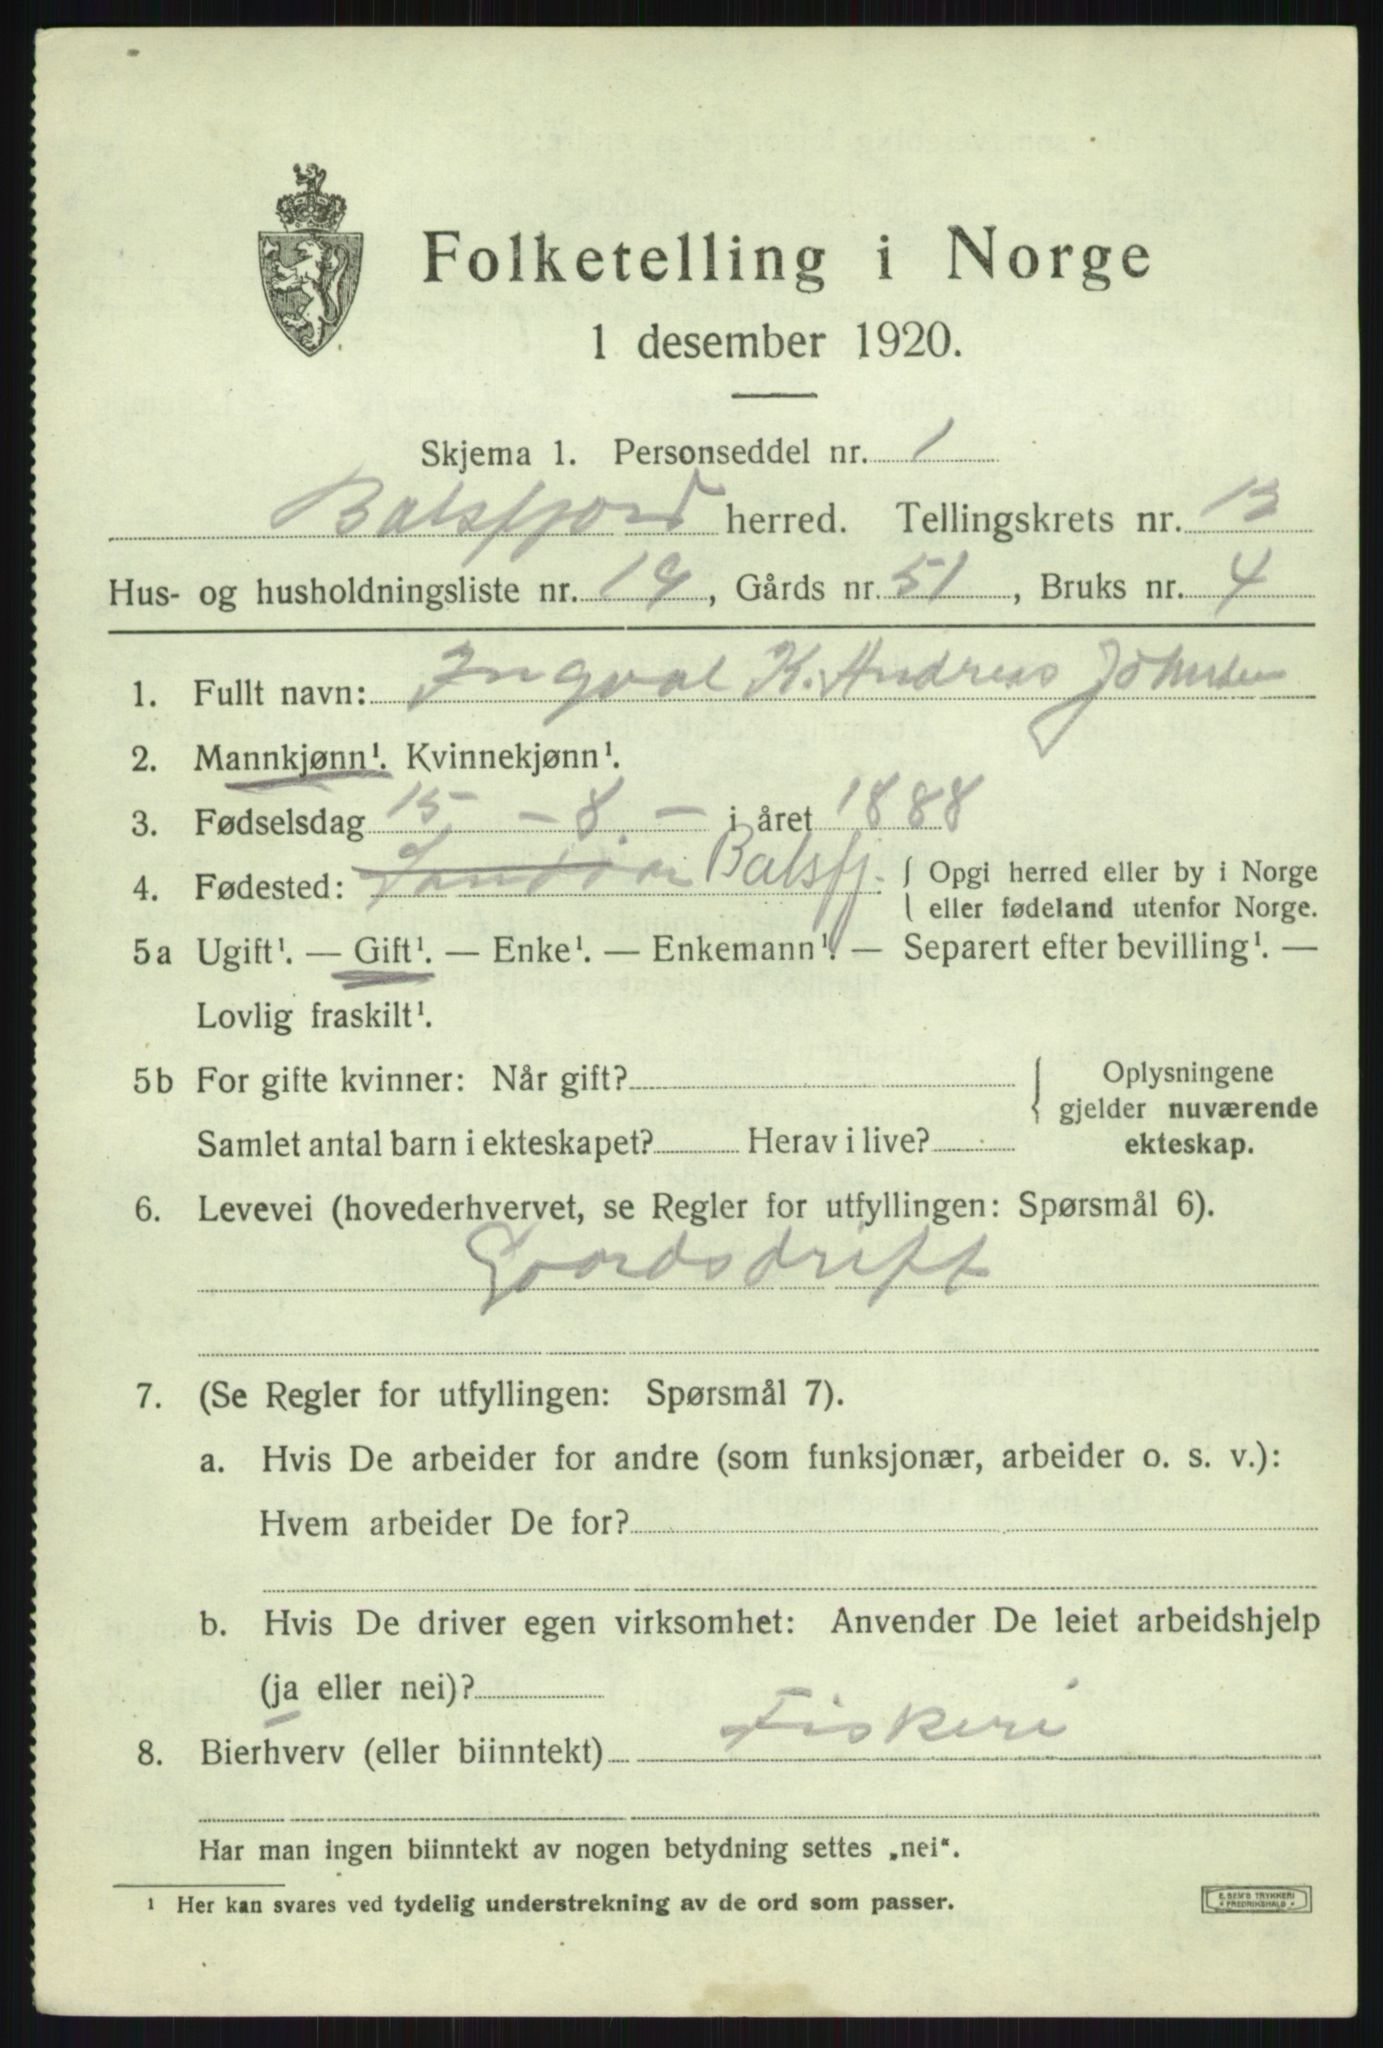 Folketelling i Norge
1 desember 1920.
Skjema 1. Personseddel nr. 1
Balsfjord herred. Tellingskrets nr. 13
Hus- og husholdningsliste nr. 19, Gårds nr. 51, Bruks nr. 4
1. Fullt navn: Ingval K. Andreas Johnsen
2. Mannkjønn¹. Kvinnekjønn¹.
3. Fødselsdag 15 - 8. - i året 1888
4. Fødested: Balsfj. { Opgi herred eller by i Norge
eller fødeland utenfor Norge.
5a Ugift¹. — Gift¹. — Enke¹. — Enkemann¹. — Separert efter bevilling¹. —
Lovlig fraskilt¹.
5b For gifte kvinner: Når gift? { Oplysningene
gjelder nuværende
Samlet antal barn i ekteskapet? Herav i live? ekteskap.
6. Levevei (hovederhvervet, se Regler for utfyllingen: Spørsmål 6).
Goardsdrift
7. (Se Regler for utfyllingen: Spørsmål 7).
a. Hvis De arbeider for andre (som funksjonær, arbeider o. s. v.):
Hvem arbeider De for?
b. Hvis De driver egen virksomhet: Anvender De leiet arbeidshjelp
(ja eller nei)?
8. Bierhverv (eller biinntekt) Fiskeri
Har man ingen biinntekt av nogen betydning settes „nei“.
¹ Her kan svares ved tydelig understrekning av de ord som passer.
E. SEM'S TRYKKERI
FREDRIKSHALD